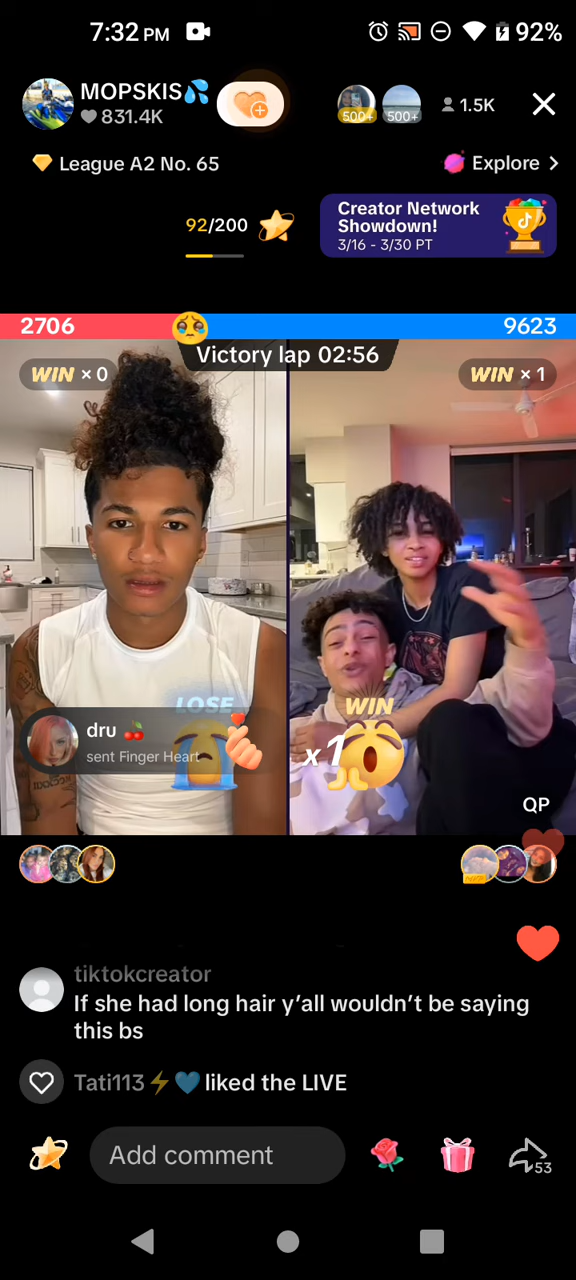 7:32 PM
92%
MOPSKIS💦
831.4K
500+
500+
1.5K
League A2 No. 65
Explore >
92/200
Creator Network
Showdown!
3/16 - 3/30 PT
2706
9623
Victory lap 02:56
WIN × 0
WIN × 1
LOSE
WIN
x1
dru 🍒
sent Finger Heart
QP
tiktokcreator
If she had long hair y’all wouldn’t be saying
this bs
Tati113⚡💙 liked the LIVE
Add comment
53